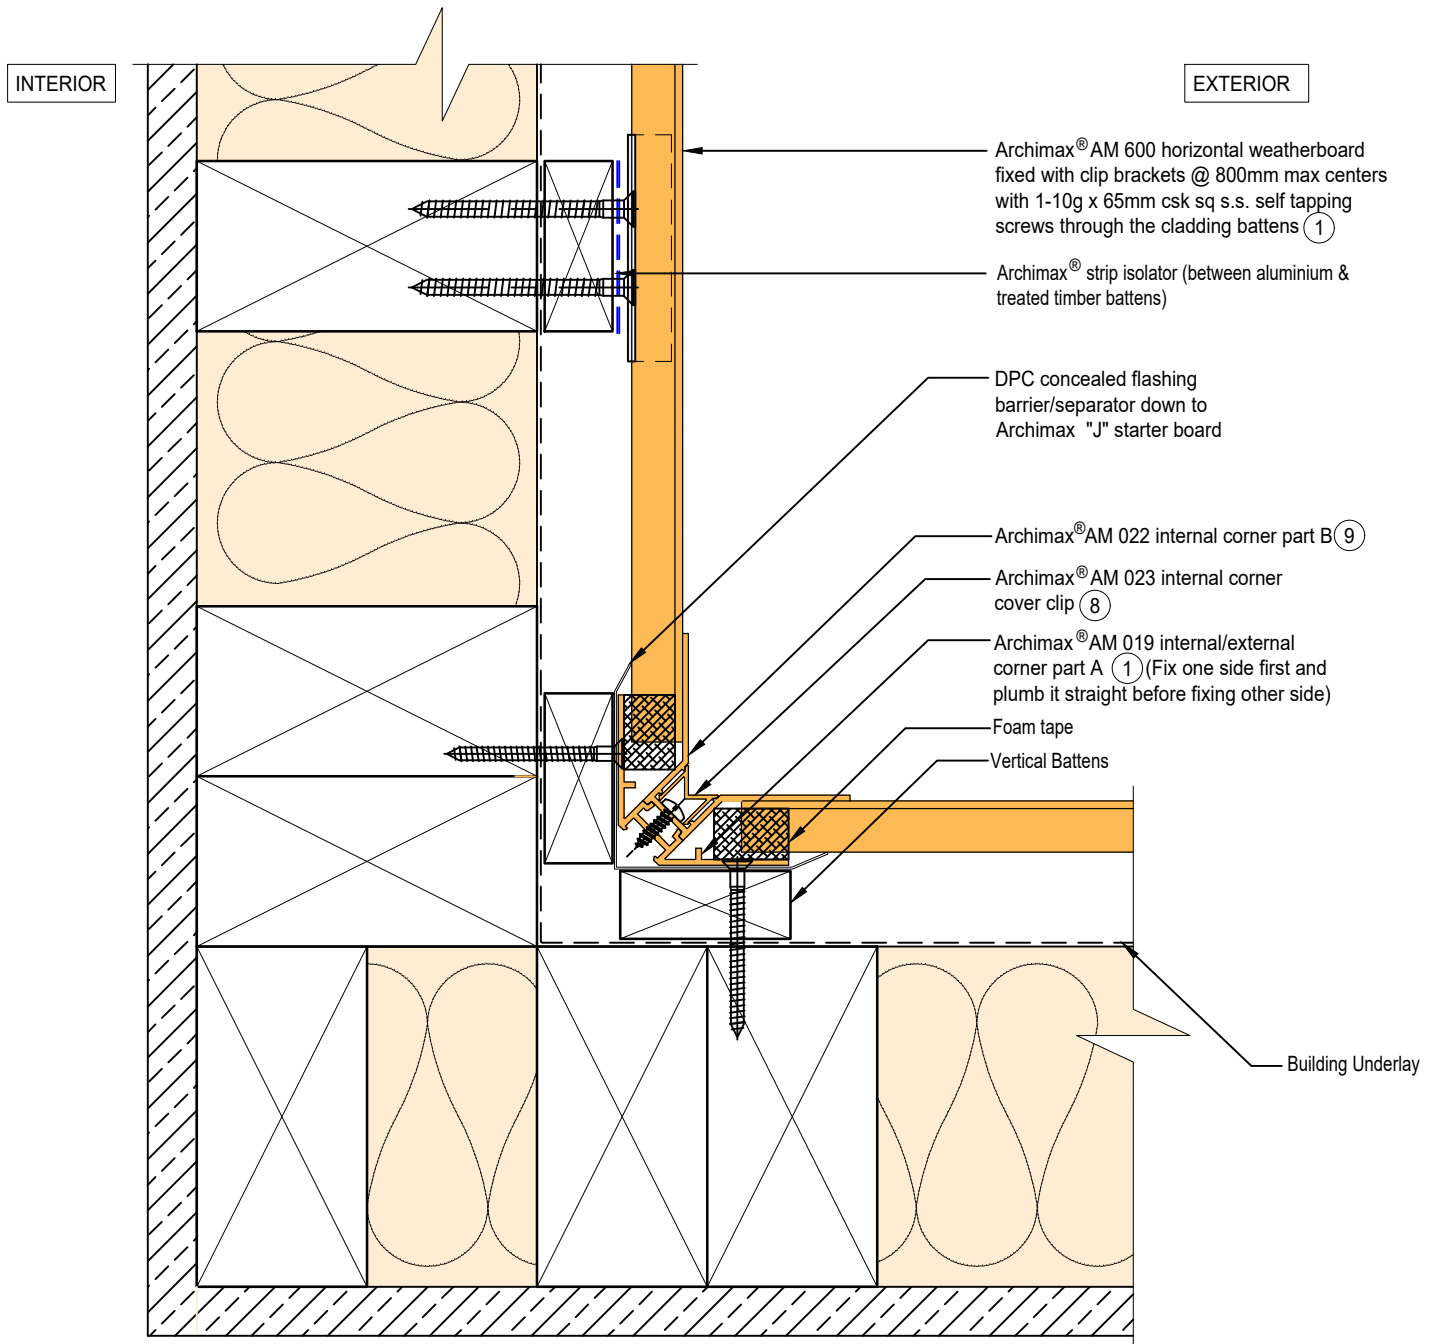 INTERIOR
EXTERIOR
Archimax® AM 600 horizontal weatherboard
fixed with clip brackets @ 800mm max centers
with 1-10g x 65mm csk sq s.s. self tapping
screws through the cladding battens 1
Archimax® strip isolator (between aluminium &
treated timber battens)
DPC concealed flashing
barrier/separator down to
Archimax "J" starter board
Archimax® AM 022 internal corner part B 9
Archimax® AM 023 internal corner
cover clip 8
Archimax® AM 019 internal/external
corner part A 1 (Fix one side first and
plumb it straight before fixing other side)
Foam tape
Vertical Battens
Building Underlay